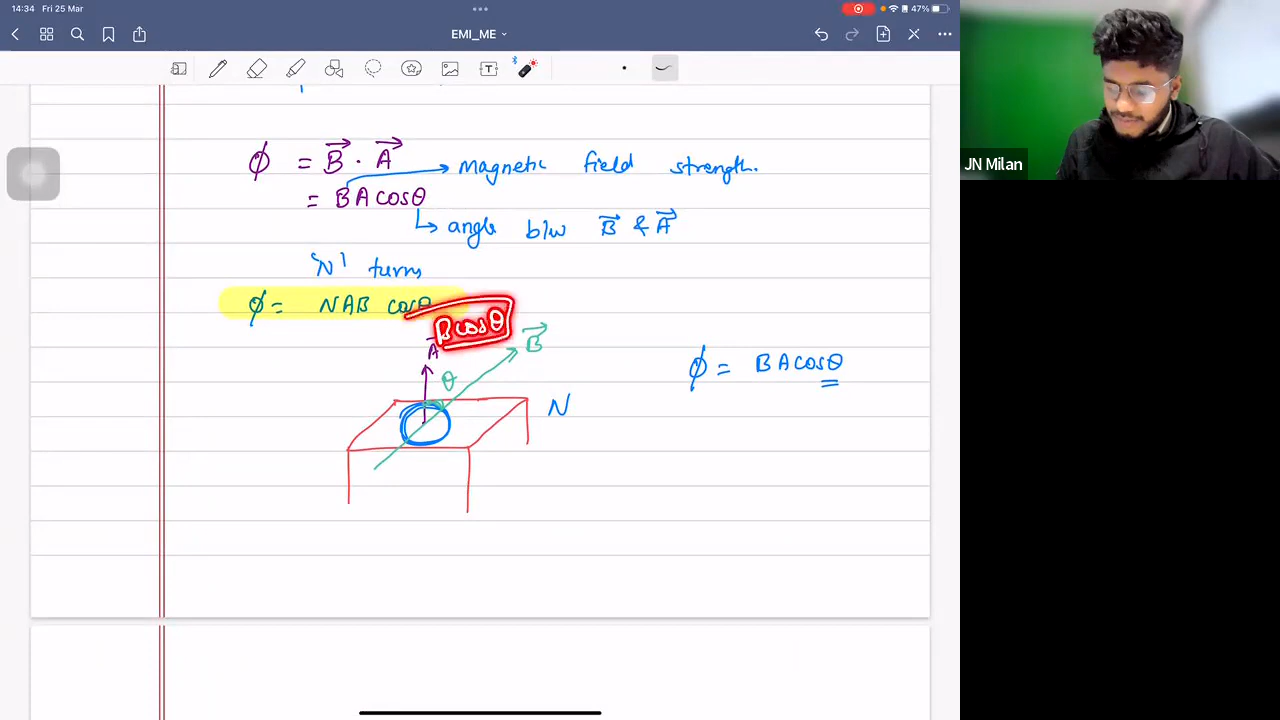 14:34 Fri 25 Mar
47%
EMI_ME
JN Milan
ϕ = B⃗ · A⃗
= BA cosθ
magnetic field strength.
angle b/w B⃗ & A⃗
'N' turns
ϕ = NAB cosθ
B cosθ
A⃗
B⃗
θ
N
ϕ = BA cosθ